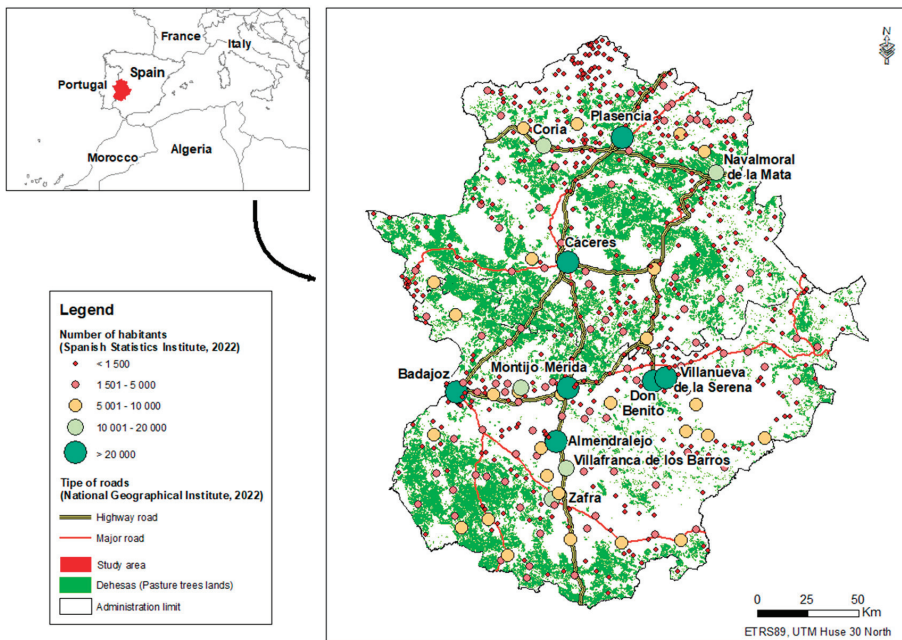 France
Italy
Spain
Portugal
Algeria
Morocco
Legend
Number of habitants
(Spanish Statistics Institute, 2022)
< 1 500
1 501 - 5 000
5 001 - 10 000
10 001 - 20 000
> 20 000
Tipe of roads
(National Geographical Institute, 2022)
Highway road
Major road
Study area
Dehesas (Pasture trees lands)
Administration limit
N
Plasencia
Coria
Navalmoral
de la Mata
Cáceres
Badajoz
Montijo
Mérida
Villanueva
de la Serena
Don
Benito
Almendralejo
Villafranca de los Barros
Zafra
0 25 50
Km
ETRS89, UTM Huse 30 North